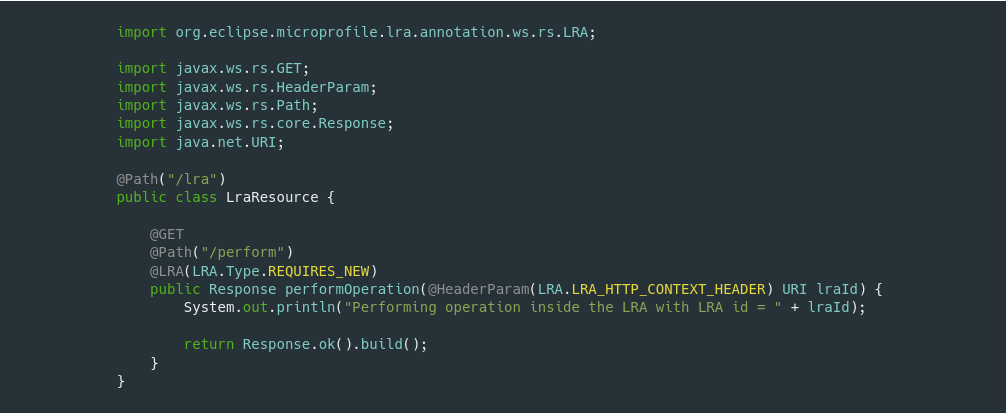 import org.eclipse.microprofile.lra.annotation.ws.rs.LRA;
import javax.ws.rs.GET;
import javax.ws.rs.HeaderParam;
import javax.ws.rs.Path;
import javax.ws.rs.core.Response;
import java.net.URI;
@Path("/lra")
public class LraResource {
@GET
@Path("/perform")
@LRA(LRA.Type.REQUIRES_NEW)
public Response performOperation(@HeaderParam(LRA.LRA_HTTP_CONTEXT_HEADER) URI lraId) {
System.out.println("Performing operation inside the LRA with LRA id = " + lraId);
return Response.ok().build();
}
}